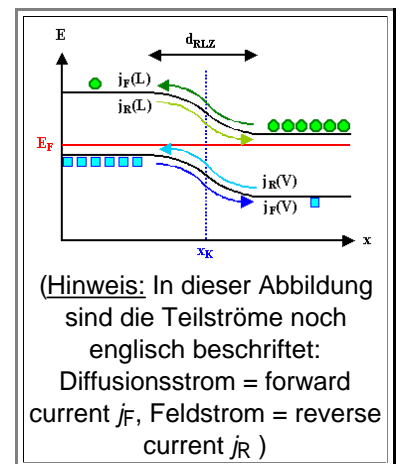 E
dRLZ
jF(L)
jR(L)
EF
jR(V)
jF(V)
x
xK
(Hinweis: In dieser Abbildung
sind die Teilströme noch
englisch beschriftet:
Diffusionsstrom = forward
current jF, Feldstrom = reverse
current jR )